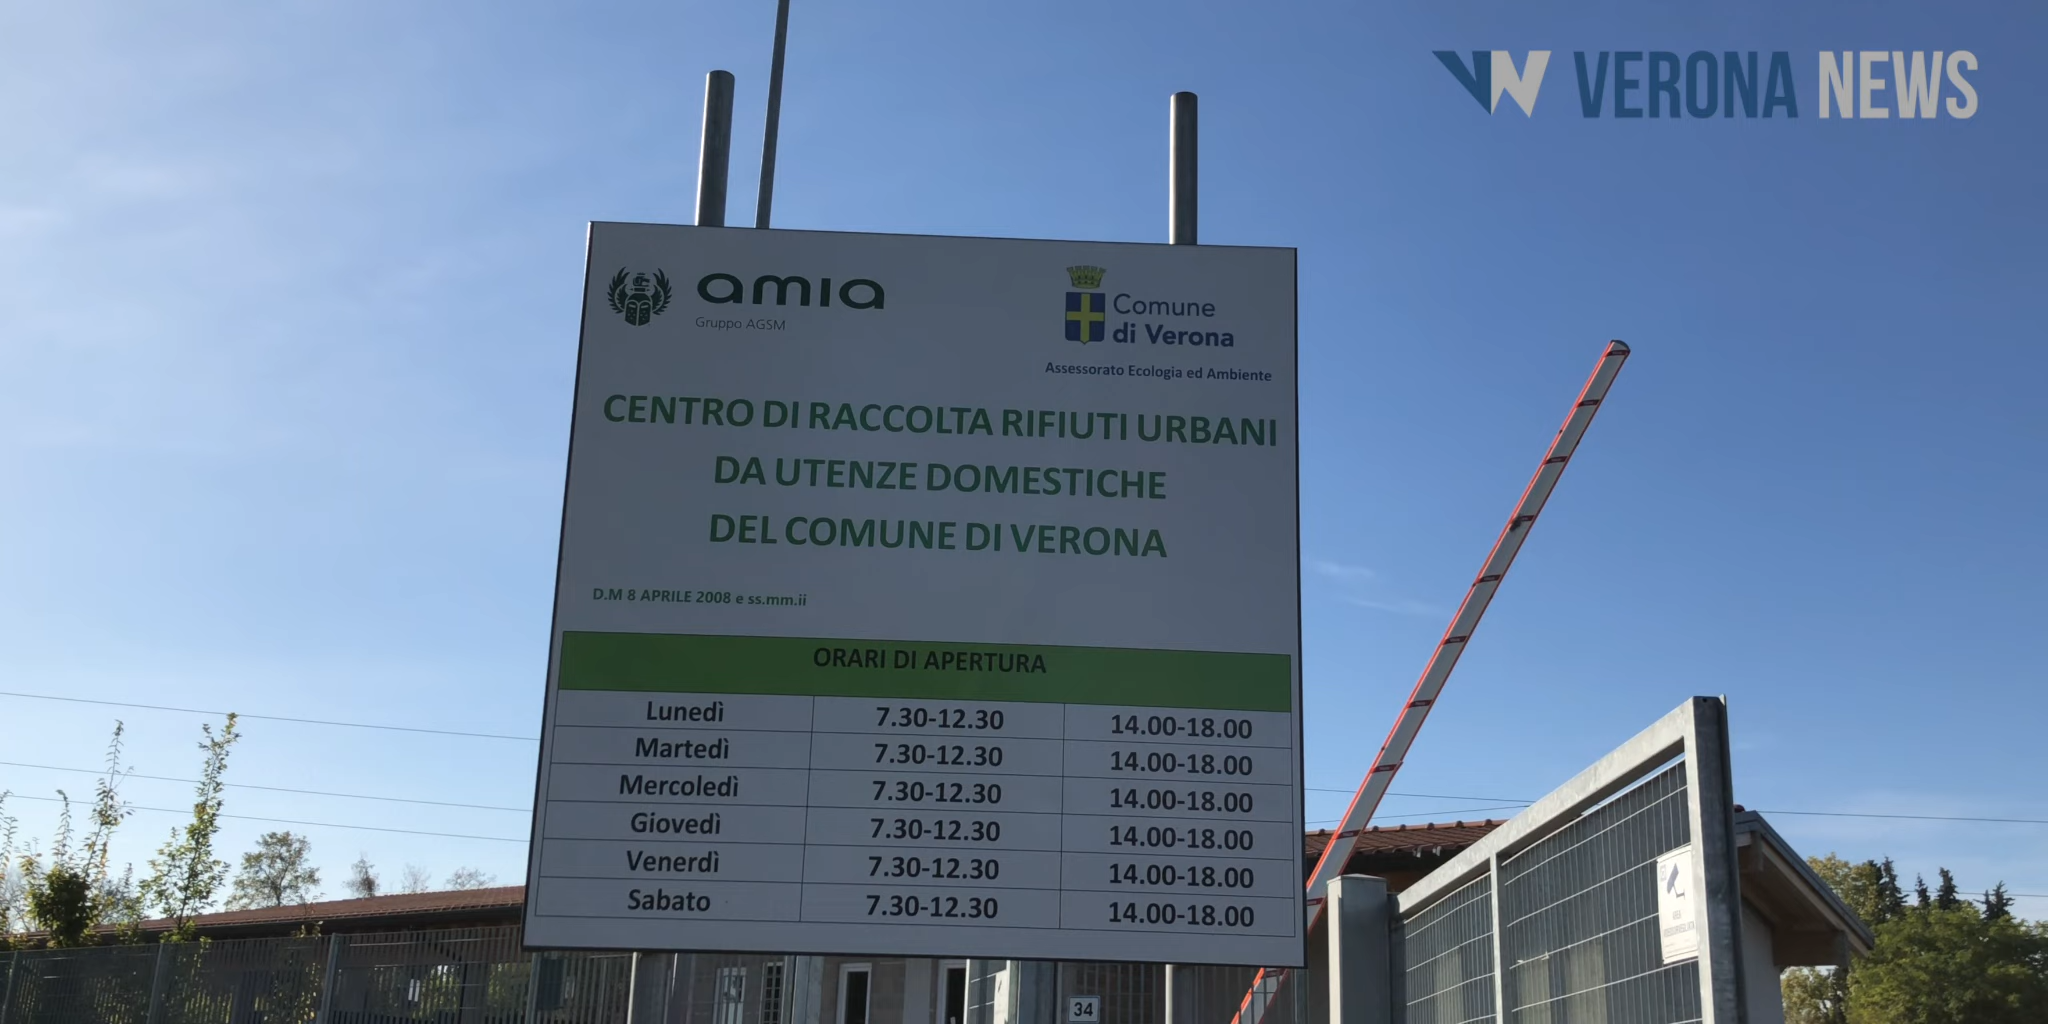 VERONA NEWS
amia
Gruppo AGSM
Comune
di Verona
Assessorato Ecologia ed Ambiente
CENTRO DI RACCOLTA RIFIUTI URBANI
DA UTENZE DOMESTICHE
DEL COMUNE DI VERONA
D.M 8 APRILE 2008 e ss.mm.ii
ORARI DI APERTURA
Lunedì 7.30-12.30 14.00-18.00
Martedì 7.30-12.30 14.00-18.00
Mercoledì 7.30-12.30 14.00-18.00
Giovedì 7.30-12.30 14.00-18.00
Venerdì 7.30-12.30 14.00-18.00
Sabato 7.30-12.30 14.00-18.00
34